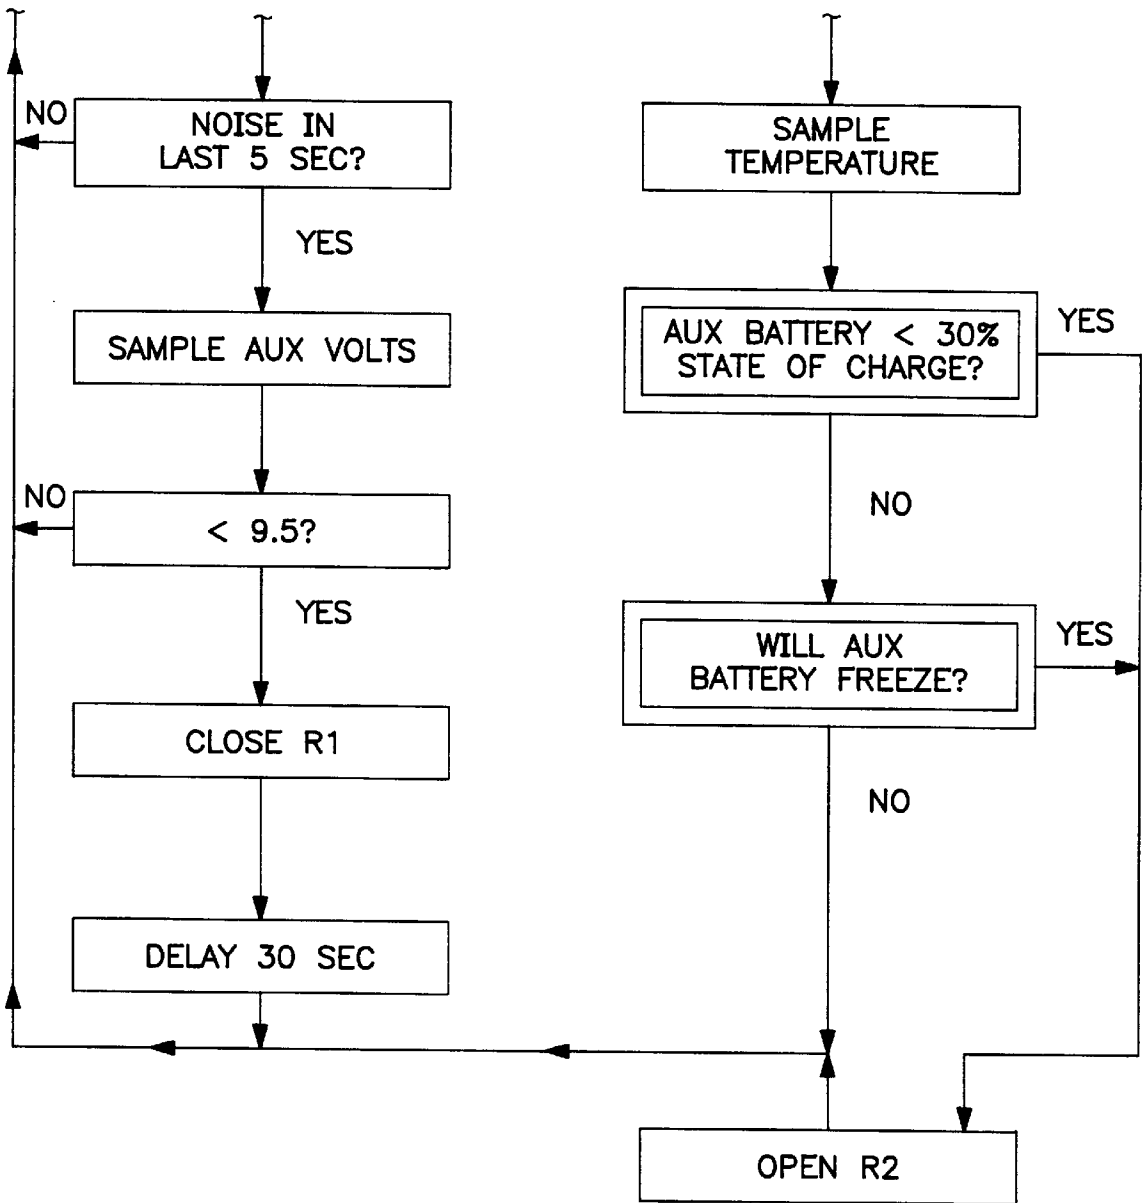 NO
NOISE IN
LAST 5 SEC?
YES
SAMPLE AUX VOLTS
NO
< 9.5?
YES
CLOSE R1
DELAY 30 SEC
SAMPLE
TEMPERATURE
AUX BATTERY < 30%
STATE OF CHARGE?
YES
NO
WILL AUX
BATTERY FREEZE?
YES
NO
OPEN R2